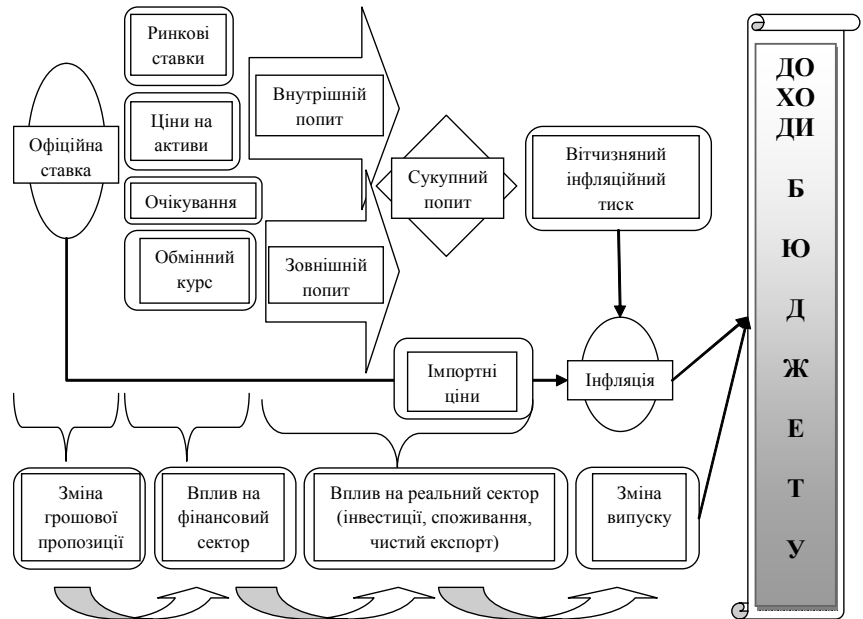 Офіційна
ставка
Ринкові
ставки
Ціни на
активи
Очікування
Обмінний
курс
Внутрішній
попит
Зовнішній
попит
Сукупний
попит
Вітчизняний
інфляційний
тиск
Імпортні
ціни
Інфляція
Зміна
грошової
пропозиції
Вплив на
фінансовий
сектор
Вплив на реальний сектор
(інвестиції, споживання,
чистий експорт)
Зміна
випуску
ДО
ХО
ДИ
Б
Ю
Д
Ж
Е
Т
У